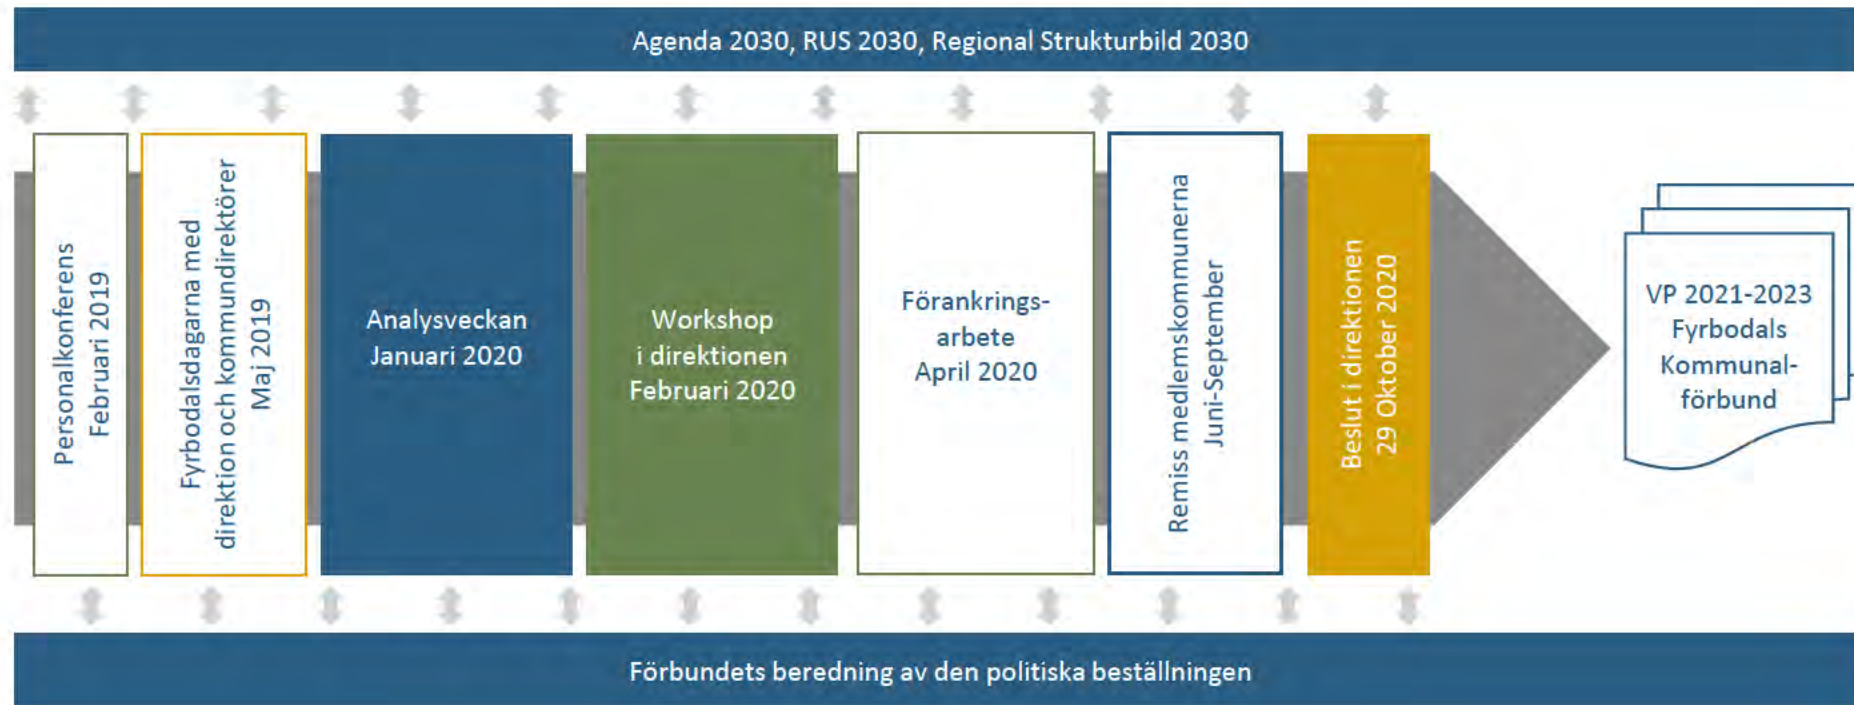 Agenda 2030, RUS 2030, Regional Strukturbild 2030
Personalkonferens
Februari 2019
Fyrbodalsdagarna med
direktion och kommundirektörer
Maj 2019
Analysveckan
Januari 2020
Workshop
i direktionen
Februari 2020
Förankrings-
arbete
April 2020
Remiss medlemskommunerna
Juni-September
Beslut i direktionen
29 Oktober 2020
VP 2021-2023
Fyrbodals
Kommunal-
förbund
Förbundets beredning av den politiska beställningen